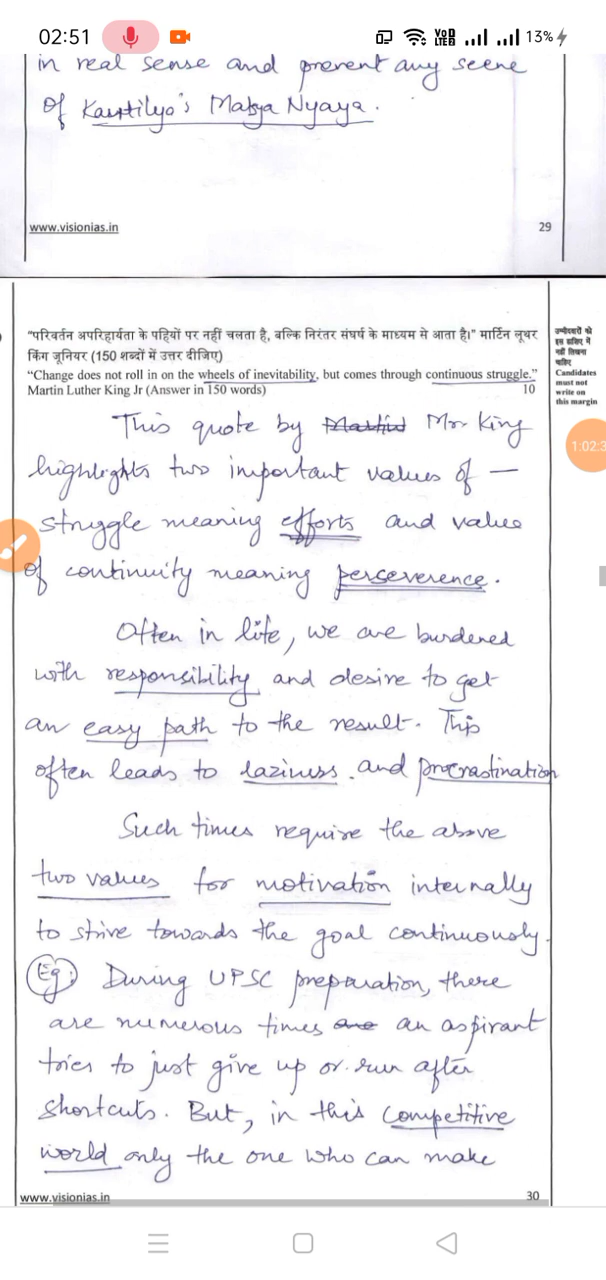 02:51
VoD LTE2
13%
in real sense and prevent any scene
of Kautilya's Matsya Nyaya.
www.visionias.in
29
"परिवर्तन अपरिहार्यता के पहियों पर नहीं चलता है, बल्कि निरंतर संघर्ष के माध्यम से आता है।" मार्टिन लूथर
किंग जूनियर (150 शब्दों में उत्तर दीजिए)
"Change does not roll in on the wheels of inevitability, but comes through continuous struggle."
Martin Luther King Jr (Answer in 150 words)
10
उम्मीदवारों को
इस हाशिए में
नहीं लिखना
चाहिए
Candidates
must not
write on
this margin
1:02:3
This quote by Mr. King
highlights two important values of —
struggle meaning efforts and value
of continuity meaning perseverence.
Often in life, we are burdened
with responsibility and desire to get
an easy path to the result. This
often leads to laziness and procrastination
Such times require the above
two values for motivation internally
to strive towards the goal continuously.
Eg: During UPSC preparation, there
are numerous times an aspirant
tries to just give up or run after
shortcuts. But, in this competitive
world only the one who can make
www.visionias.in
30